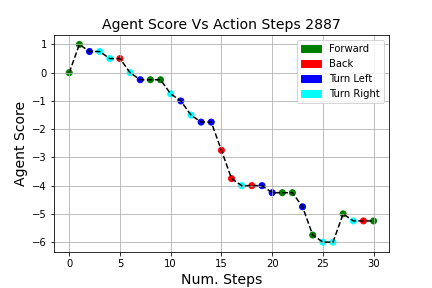 Agent Score Vs Action Steps 2887
Agent Score
1
0
−1
−2
−3
−4
−5
−6
Forward
Back
Turn Left
Turn Right
0 5 10 15 20 25 30
Num. Steps